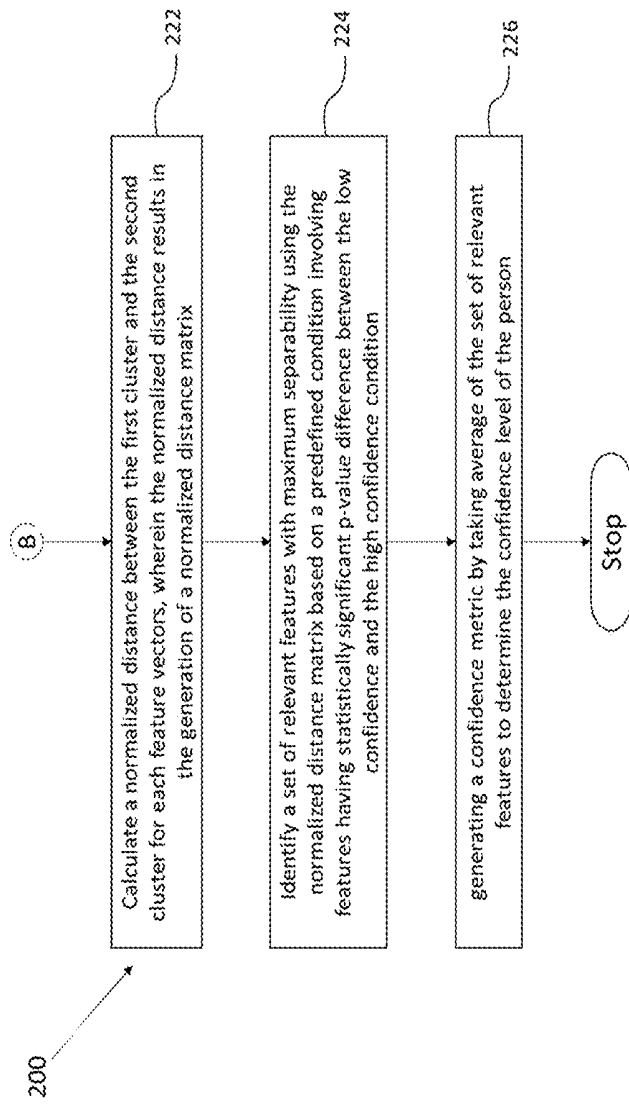 200
B
Calculate a normalized distance between the first cluster and the second
cluster for each feature vectors, wherein the normalized distance results in
the generation of a normalized distance matrix
222
Identify a set of relevant features with maximum separability using the
normalized distance matrix based on a predefined condition involving
features having statistically significant p-value difference between the low
confidence and the high confidence condition
224
generating a confidence metric by taking average of the set of relevant
features to determine the confidence level of the person
226
Stop